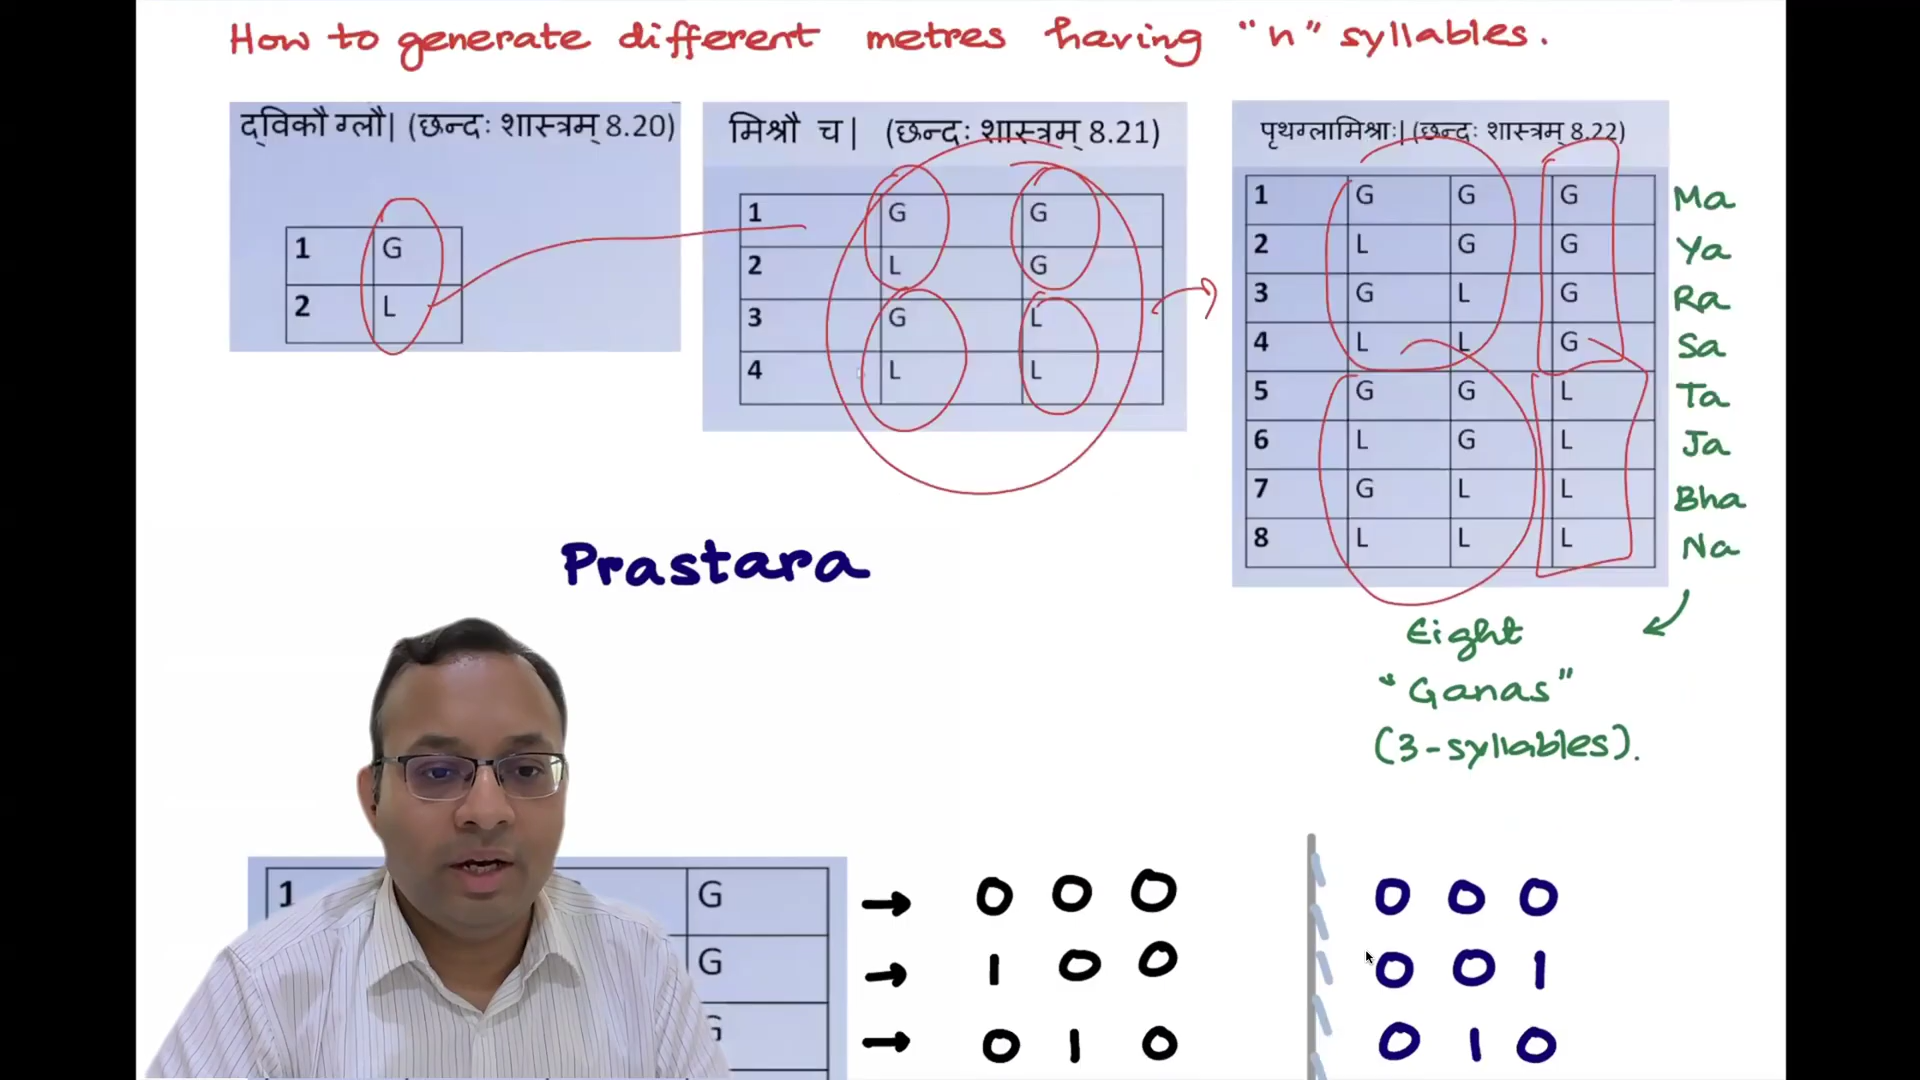 How to generate different metres having "n" syllables.
द्विकौ ग्लौ| (छन्दः शास्त्रम् 8.20)
1 G
2 L
मिश्रौ च| (छन्दः शास्त्रम् 8.21)
1 G G
2 L G
3 G L
4 L L
पृथग्लामिश्राः| (छन्दः शास्त्रम् 8.22)
1 G G G Ma
2 L G G Ya
3 G L G Ra
4 L L G Sa
5 G G L Ta
6 L G L Ja
7 G L L Bha
8 L L L Na
Prastara
Eight
"Ganas"
(3-syllables).
1 G → 0 0 0 0 0 0
G → 1 0 0 0 0 1
G → 0 1 0 0 1 0